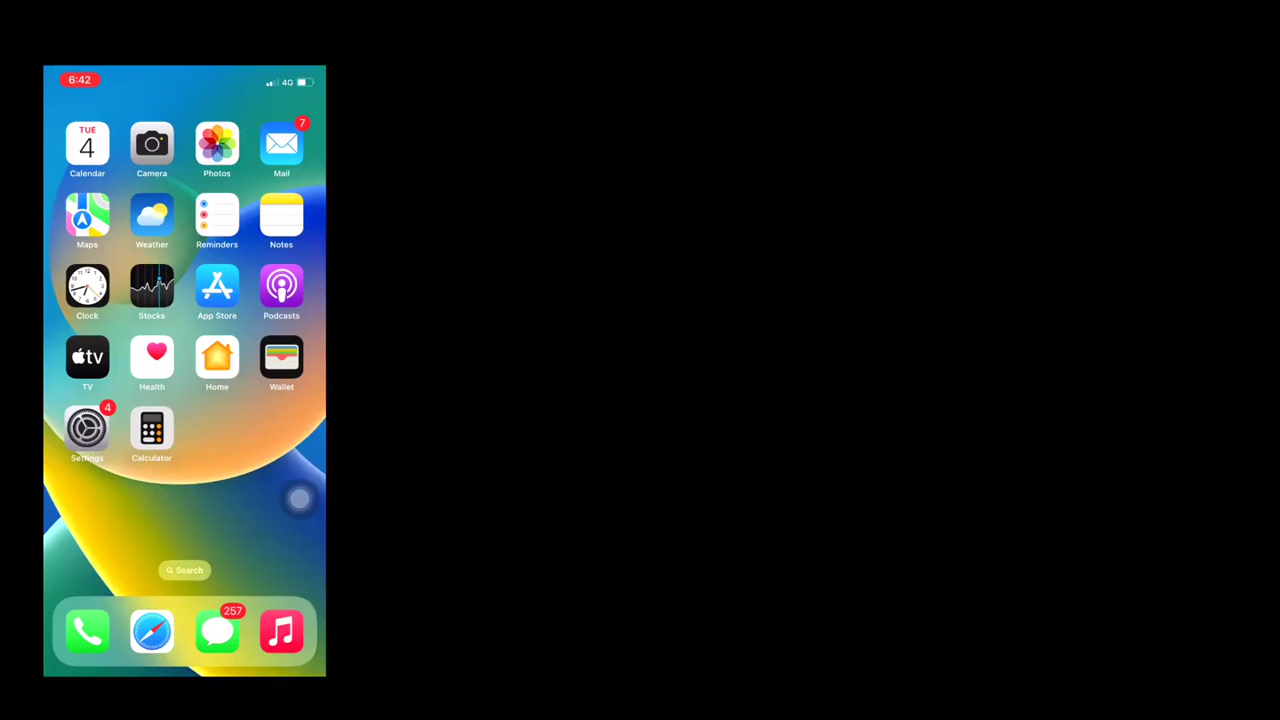 6:42 4G
7
TUE
4
Calendar Camera Photos Mail
Maps Weather Reminders Notes
Clock Stocks App Store Podcasts
tv
TV Health Home Wallet
4
Settings Calculator
Search
257